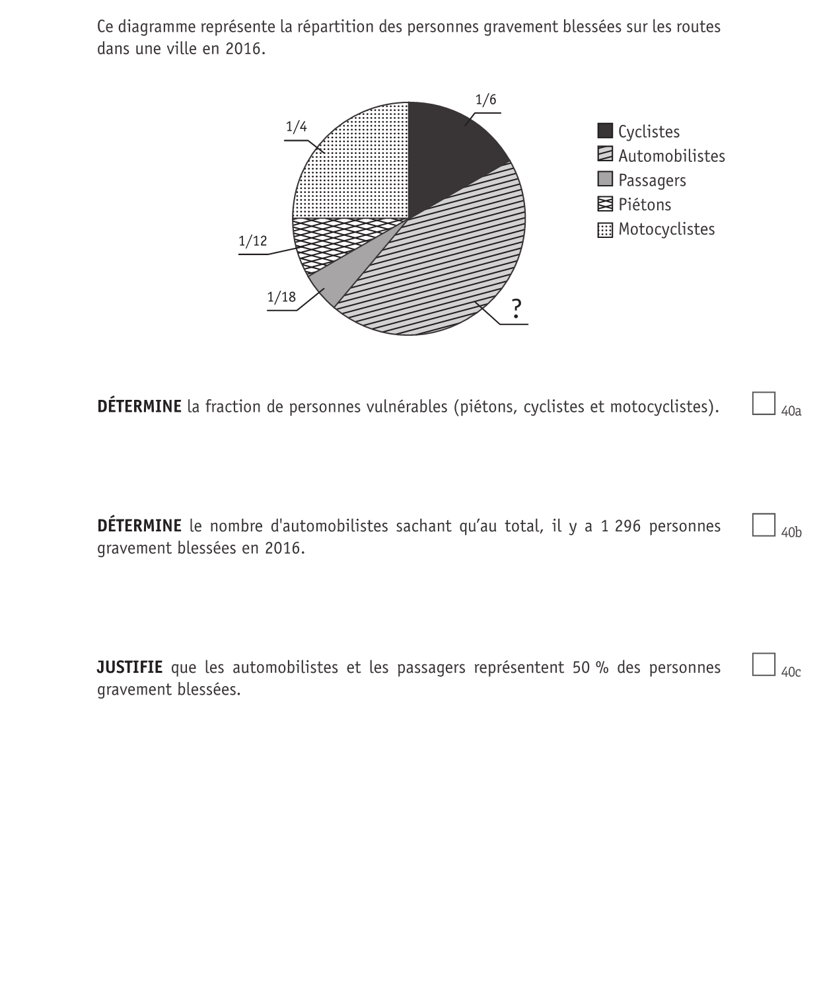 Ce diagramme représente la répartition des personnes gravement blessées sur les routes
dans une ville en 2016.
1/6
1/4
1/12
1/18
?
Cyclistes
Automobilistes
Passagers
Piétons
Motocyclistes
DÉTERMINE la fraction de personnes vulnérables (piétons, cyclistes et motocyclistes).
40a
DÉTERMINE le nombre d'automobilistes sachant qu’au total, il y a 1 296 personnes
gravement blessées en 2016.
40b
JUSTIFIE que les automobilistes et les passagers représentent 50 % des personnes
gravement blessées.
40c